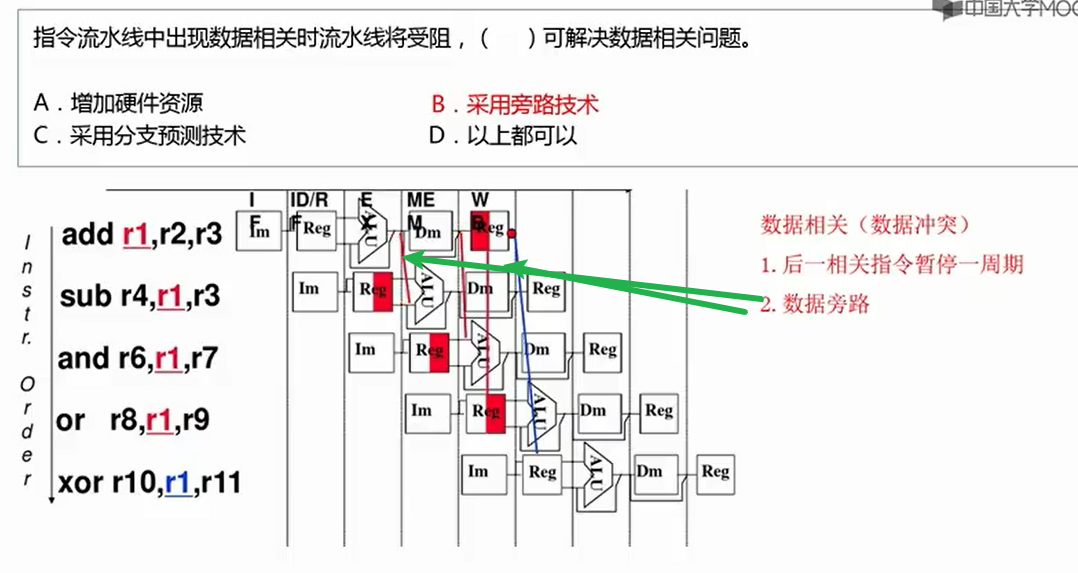 中国大学MOO
指令流水线中出现数据相关时流水线将受阻，（ ）可解决数据相关问题。
A．增加硬件资源 B．采用旁路技术
C．采用分支预测技术 D．以上都可以
IF ID/RF EX MEM WB
Instr. Order
add r1,r2,r3 Im Reg ALU Dm Reg
sub r4,r1,r3 Im Reg ALU Dm Reg
and r6,r1,r7 Im Reg ALU Dm Reg
or r8,r1,r9 Im Reg ALU Dm Reg
xor r10,r1,r11 Im Reg ALU Dm Reg
数据相关（数据冲突）
1. 后一相关指令暂停一周期
2. 数据旁路